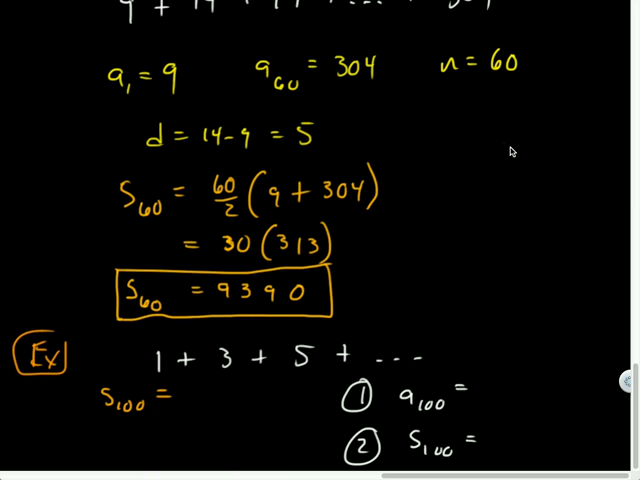 a₁ = 9 a₆₀ = 304 n = 60
d = 14 - 9 = 5
S₆₀ = 60/2 (9 + 304)
= 30 (313)
S₆₀ = 9390
Ex 1 + 3 + 5 + ...
S₁₀₀ = ① a₁₀₀ =
② S₁₀₀ =